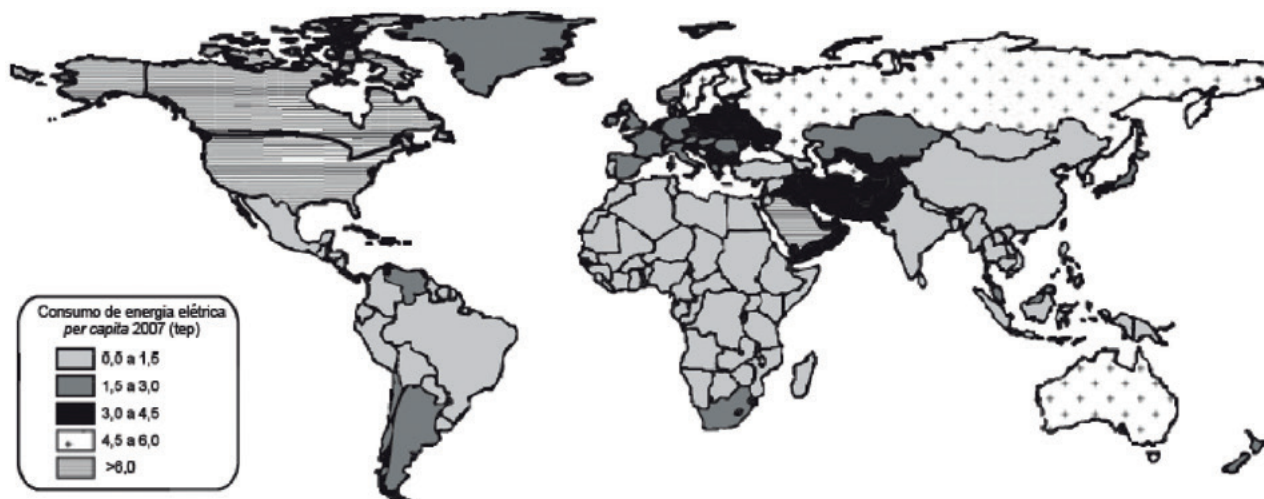 Consumo de energia elétrica
per capita 2007 (tep)
0,0 a 1,5
1,5 a 3,0
3,0 a 4,5
4,5 a 6,0
>6,0